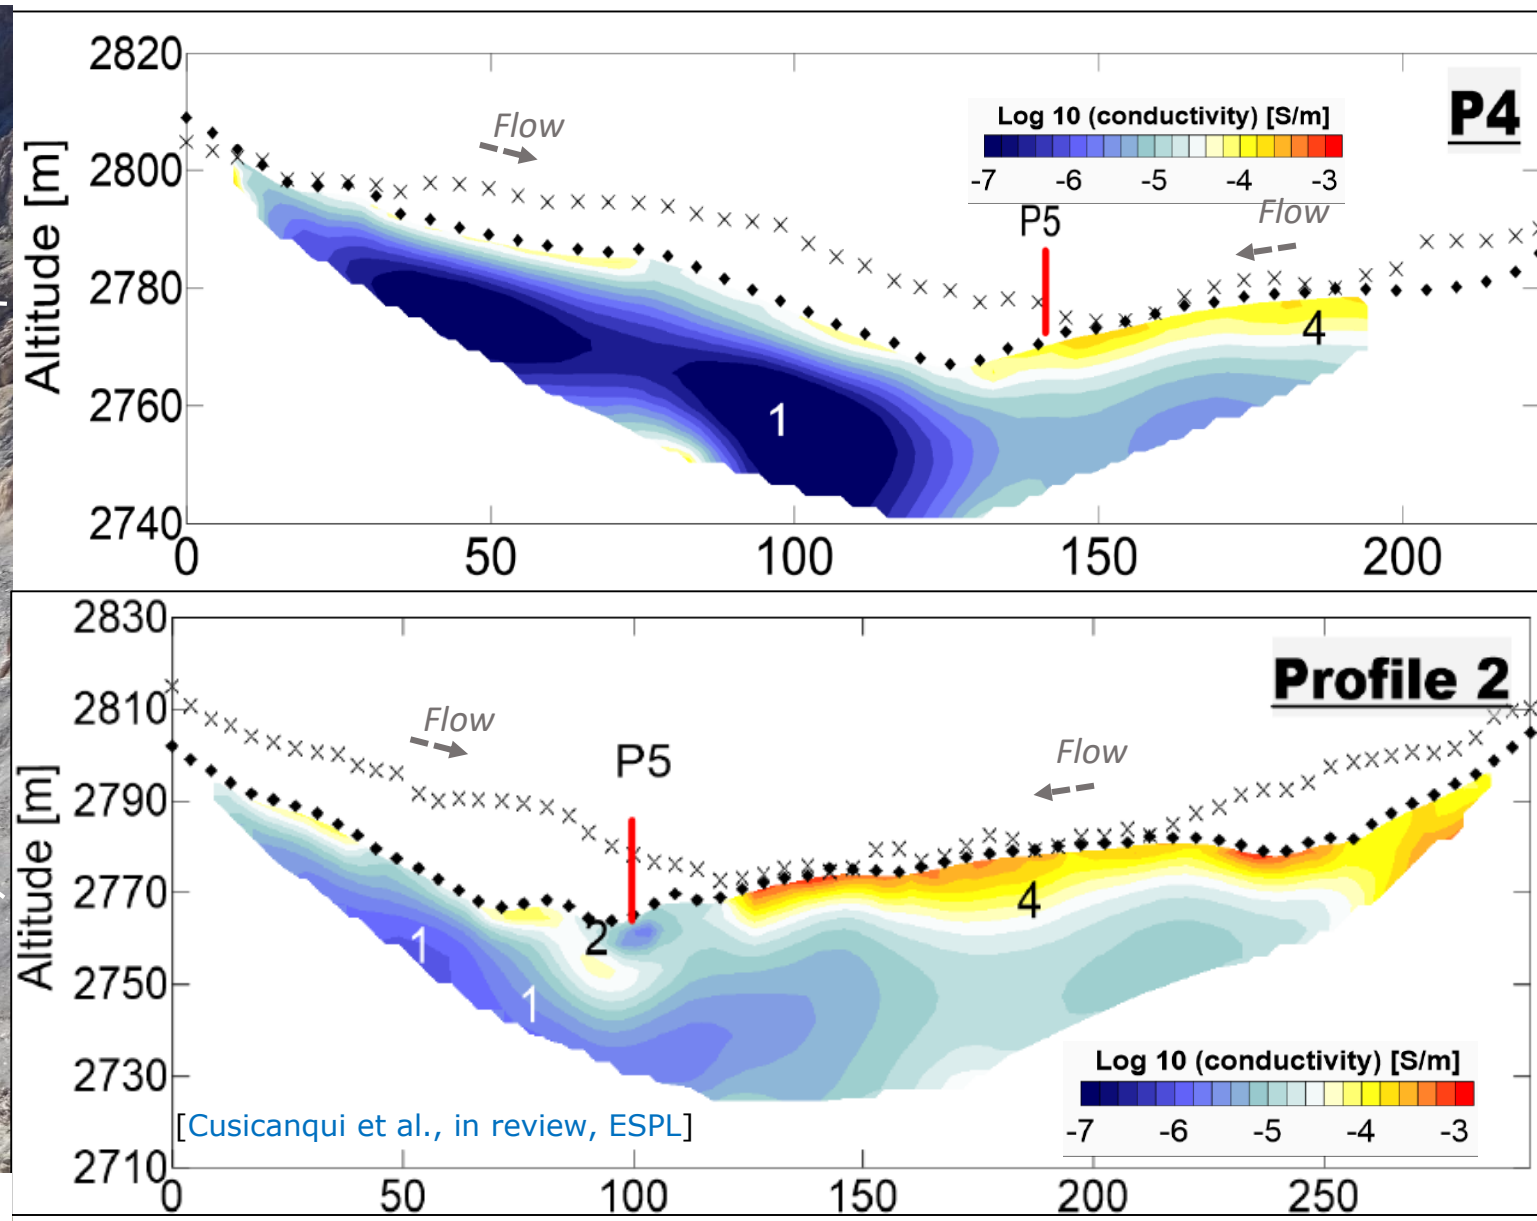 2820
2800
2780
2760
2740
Altitude [m]
Flow
Log 10 (conductivity) [S/m]
-7 -6 -5 -4 -3
P4
P5
Flow
1
4
0 50 100 150 200
2830
2810
2790
2770
2750
2730
2710
Altitude [m]
Profile 2
Flow
P5
Flow
1
1
2
4
Log 10 (conductivity) [S/m]
-7 -6 -5 -4 -3
[Cusicanqui et al., in review, ESPL]
0 50 100 150 200 250